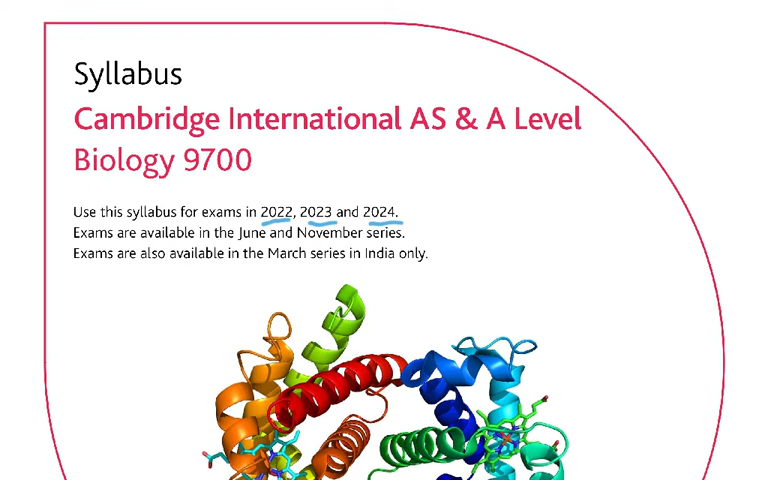 Syllabus
Cambridge International AS & A Level
Biology 9700
Use this syllabus for exams in 2022, 2023 and 2024.
Exams are available in the June and November series.
Exams are also available in the March series in India only.